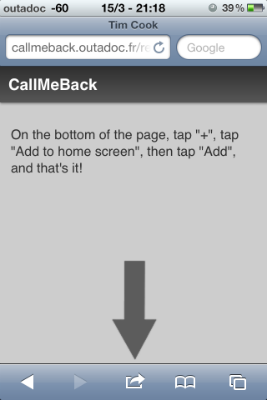 outadoc -60 15/3 - 21:18 39%
Tim Cook
callmeback.outadoc.fr/re Google
CallMeBack
On the bottom of the page, tap "+", tap
"Add to home screen", then tap "Add",
and that's it!